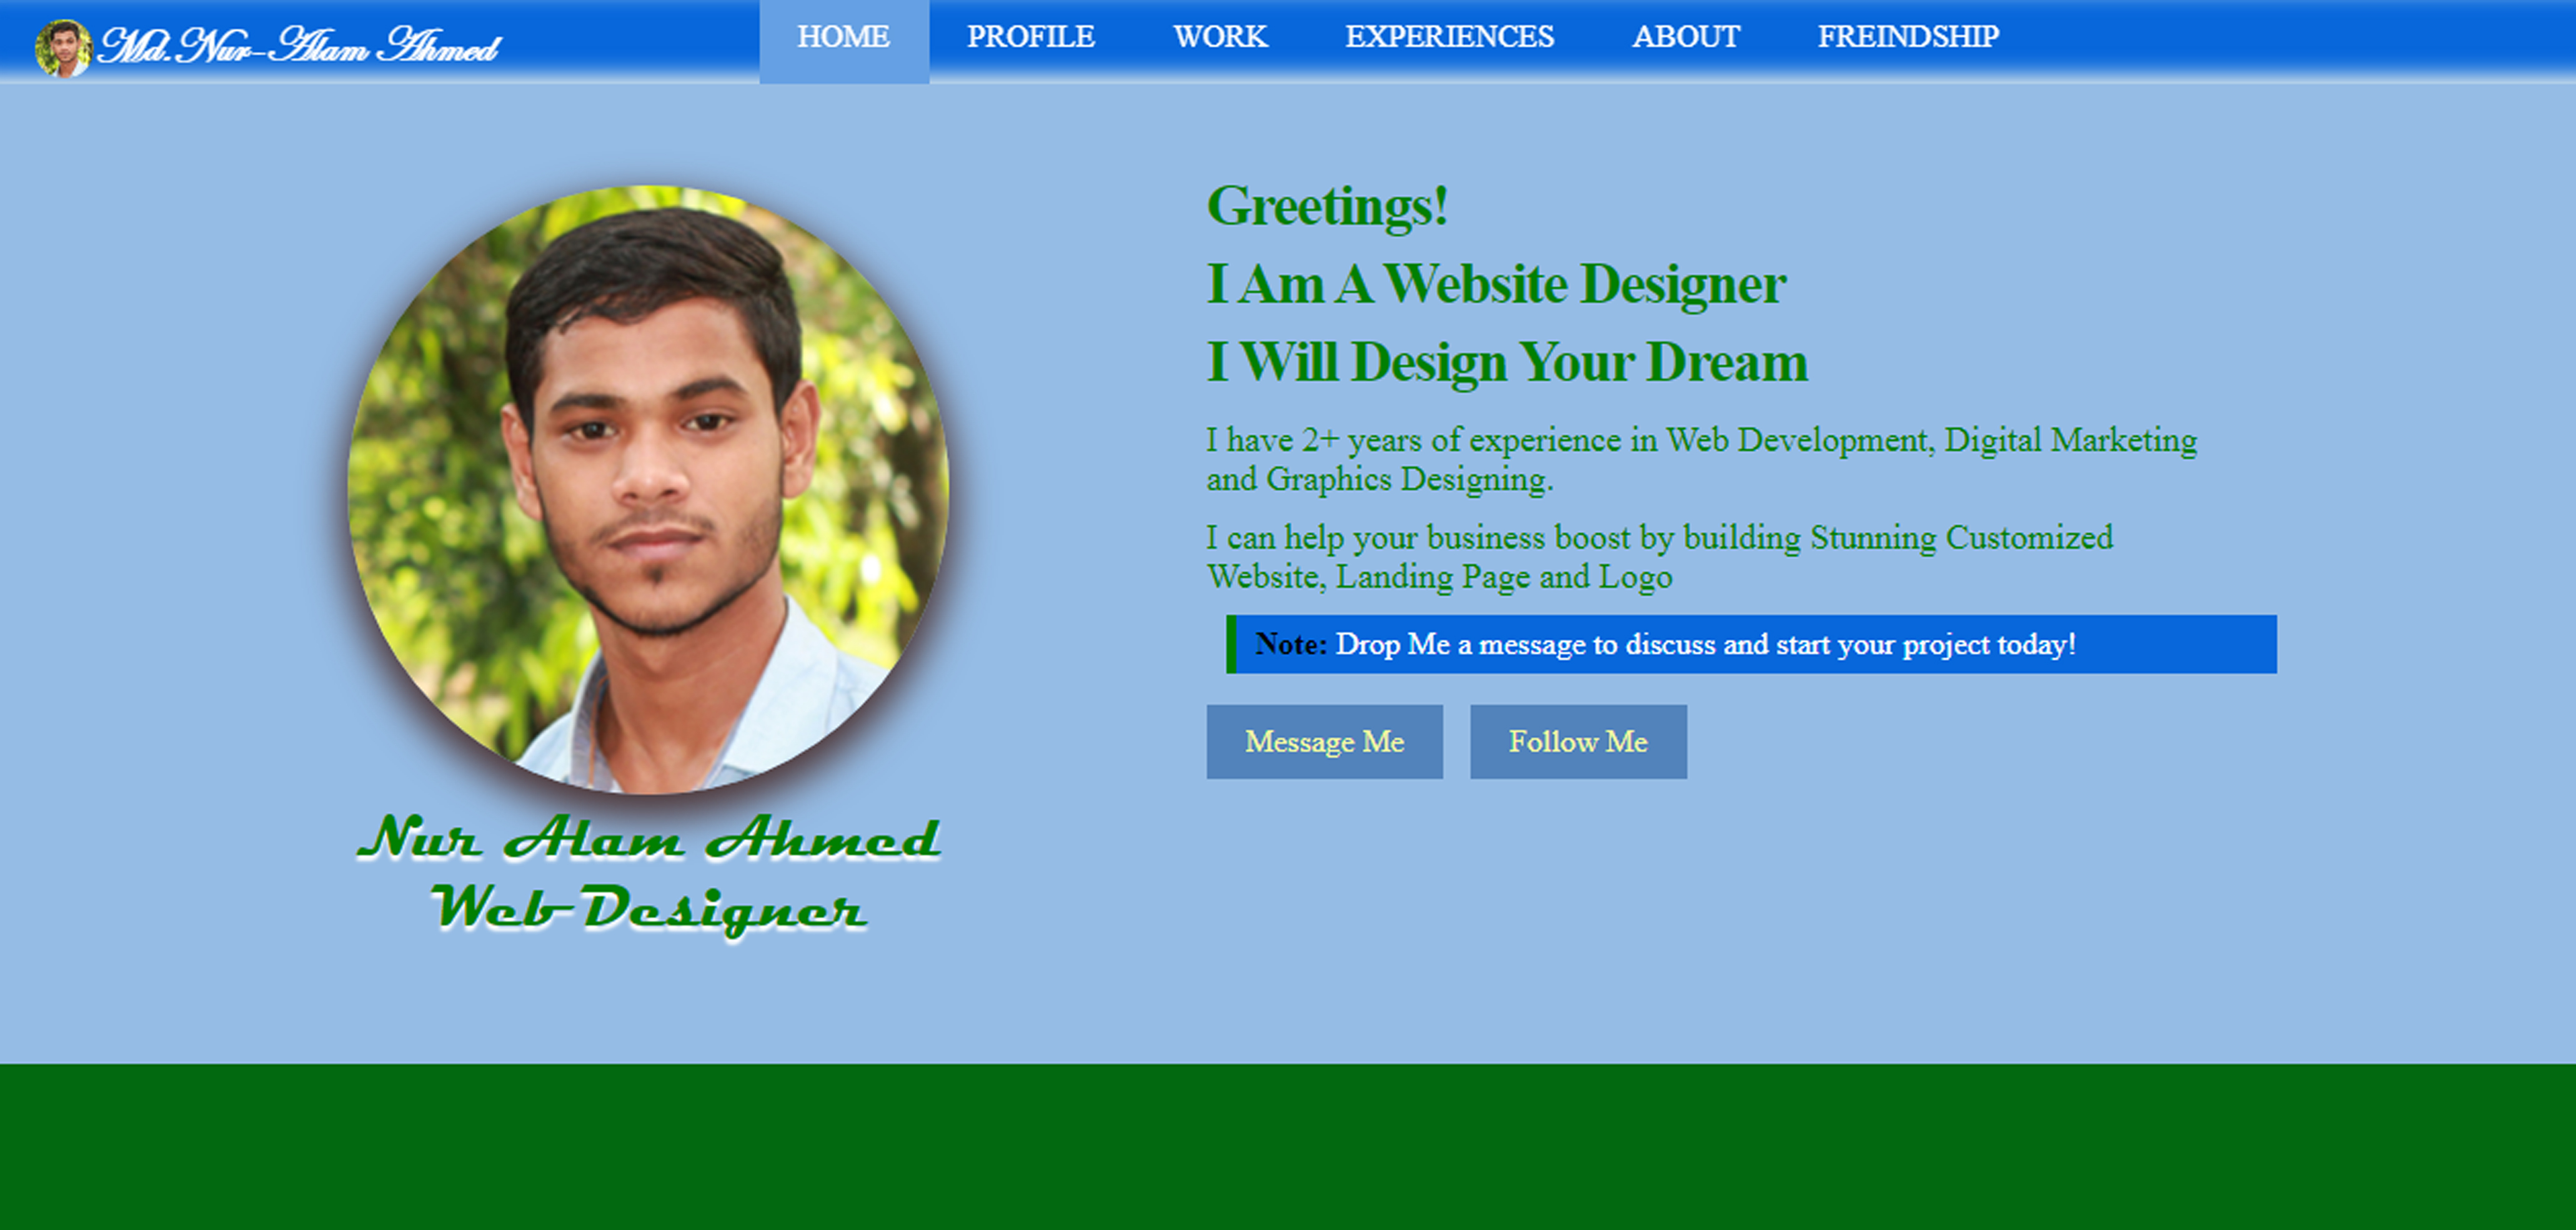 Md.Nur-Alam Ahmed
HOME PROFILE WORK EXPERIENCES ABOUT FREINDSHIP
Nur Alam Ahmed
Web-Designer
Greetings!
I Am A Website Designer
I Will Design Your Dream
I have 2+ years of experience in Web Development, Digital Marketing
and Graphics Designing.
I can help your business boost by building Stunning Customized
Website, Landing Page and Logo
Note: Drop Me a message to discuss and start your project today!
Message Me Follow Me